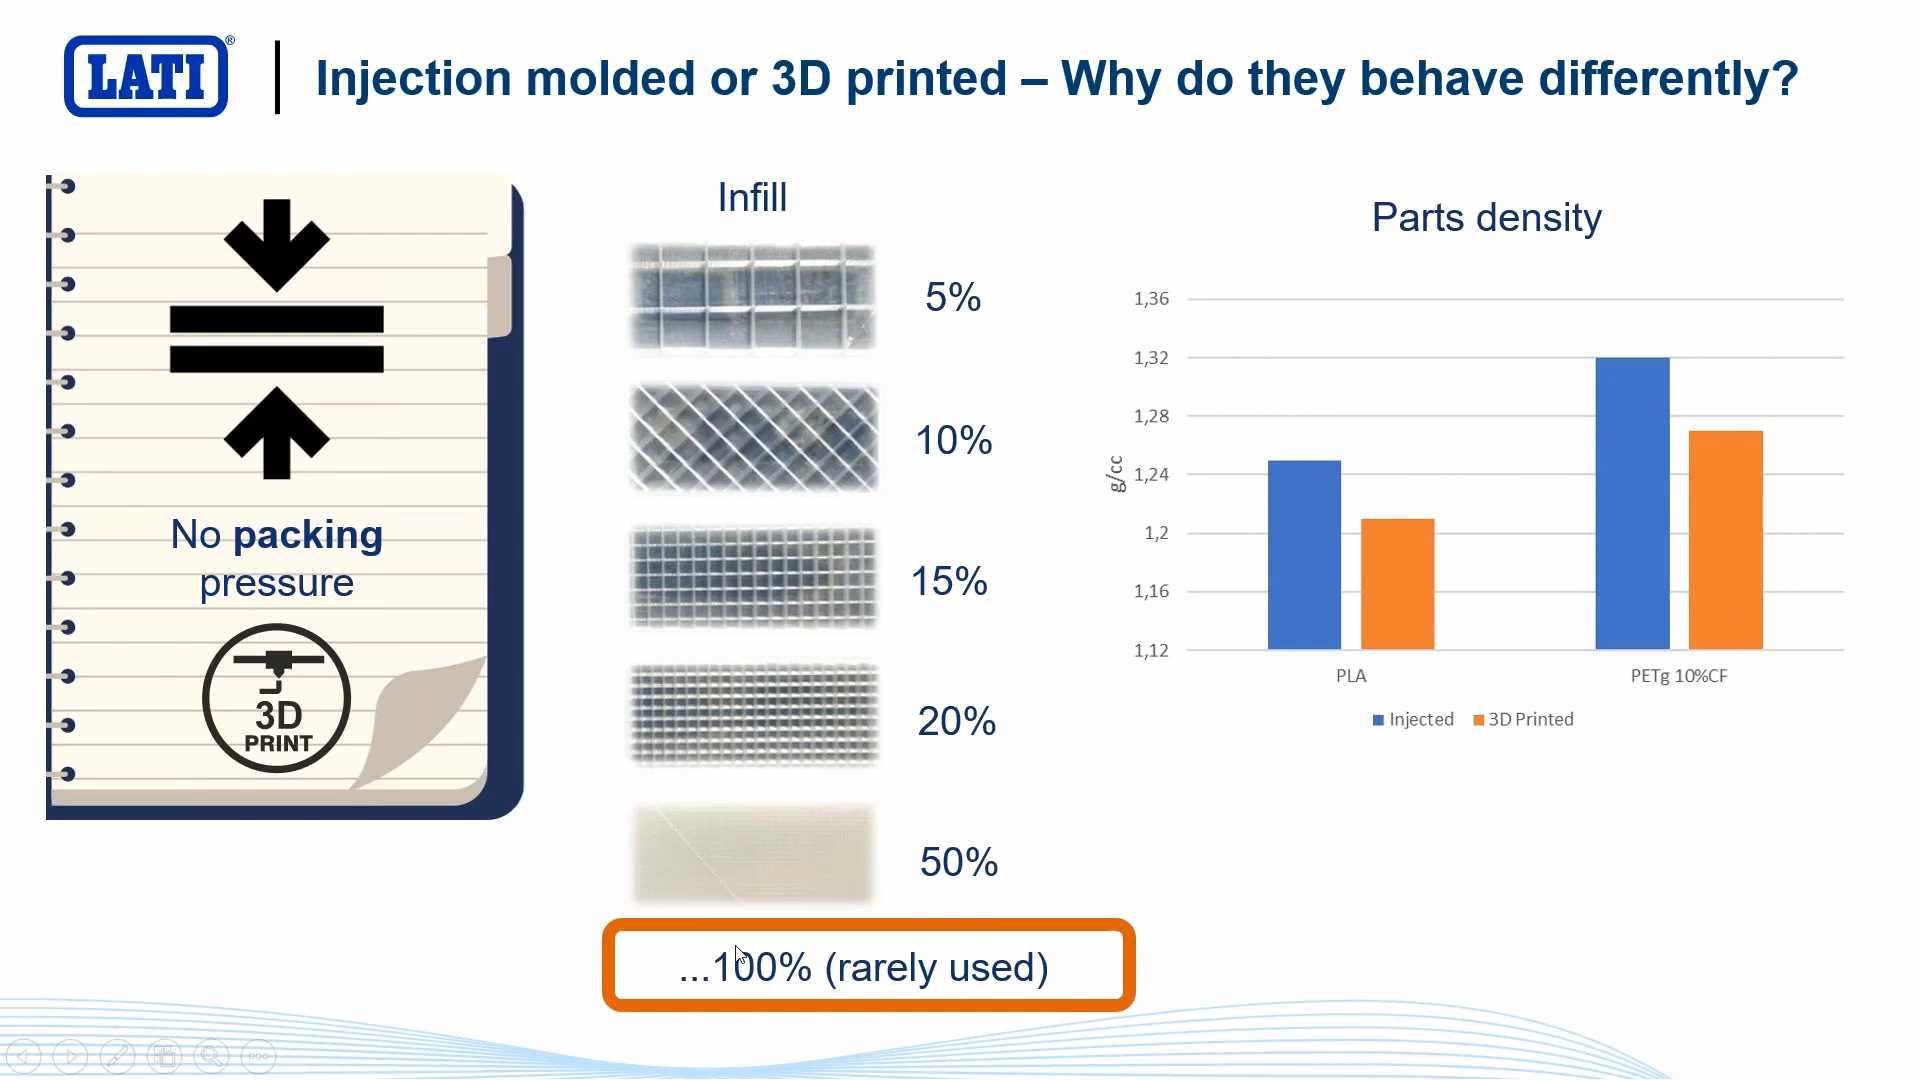 LATI®
Injection molded or 3D printed – Why do they behave differently?
No packing
pressure
3D
PRINT
Infill
5%
10%
15%
20%
50%
...100% (rarely used)
Parts density
g/cc
1,36
1,32
1,28
1,24
1,2
1,16
1,12
PLA
PETg 10%CF
Injected
3D Printed